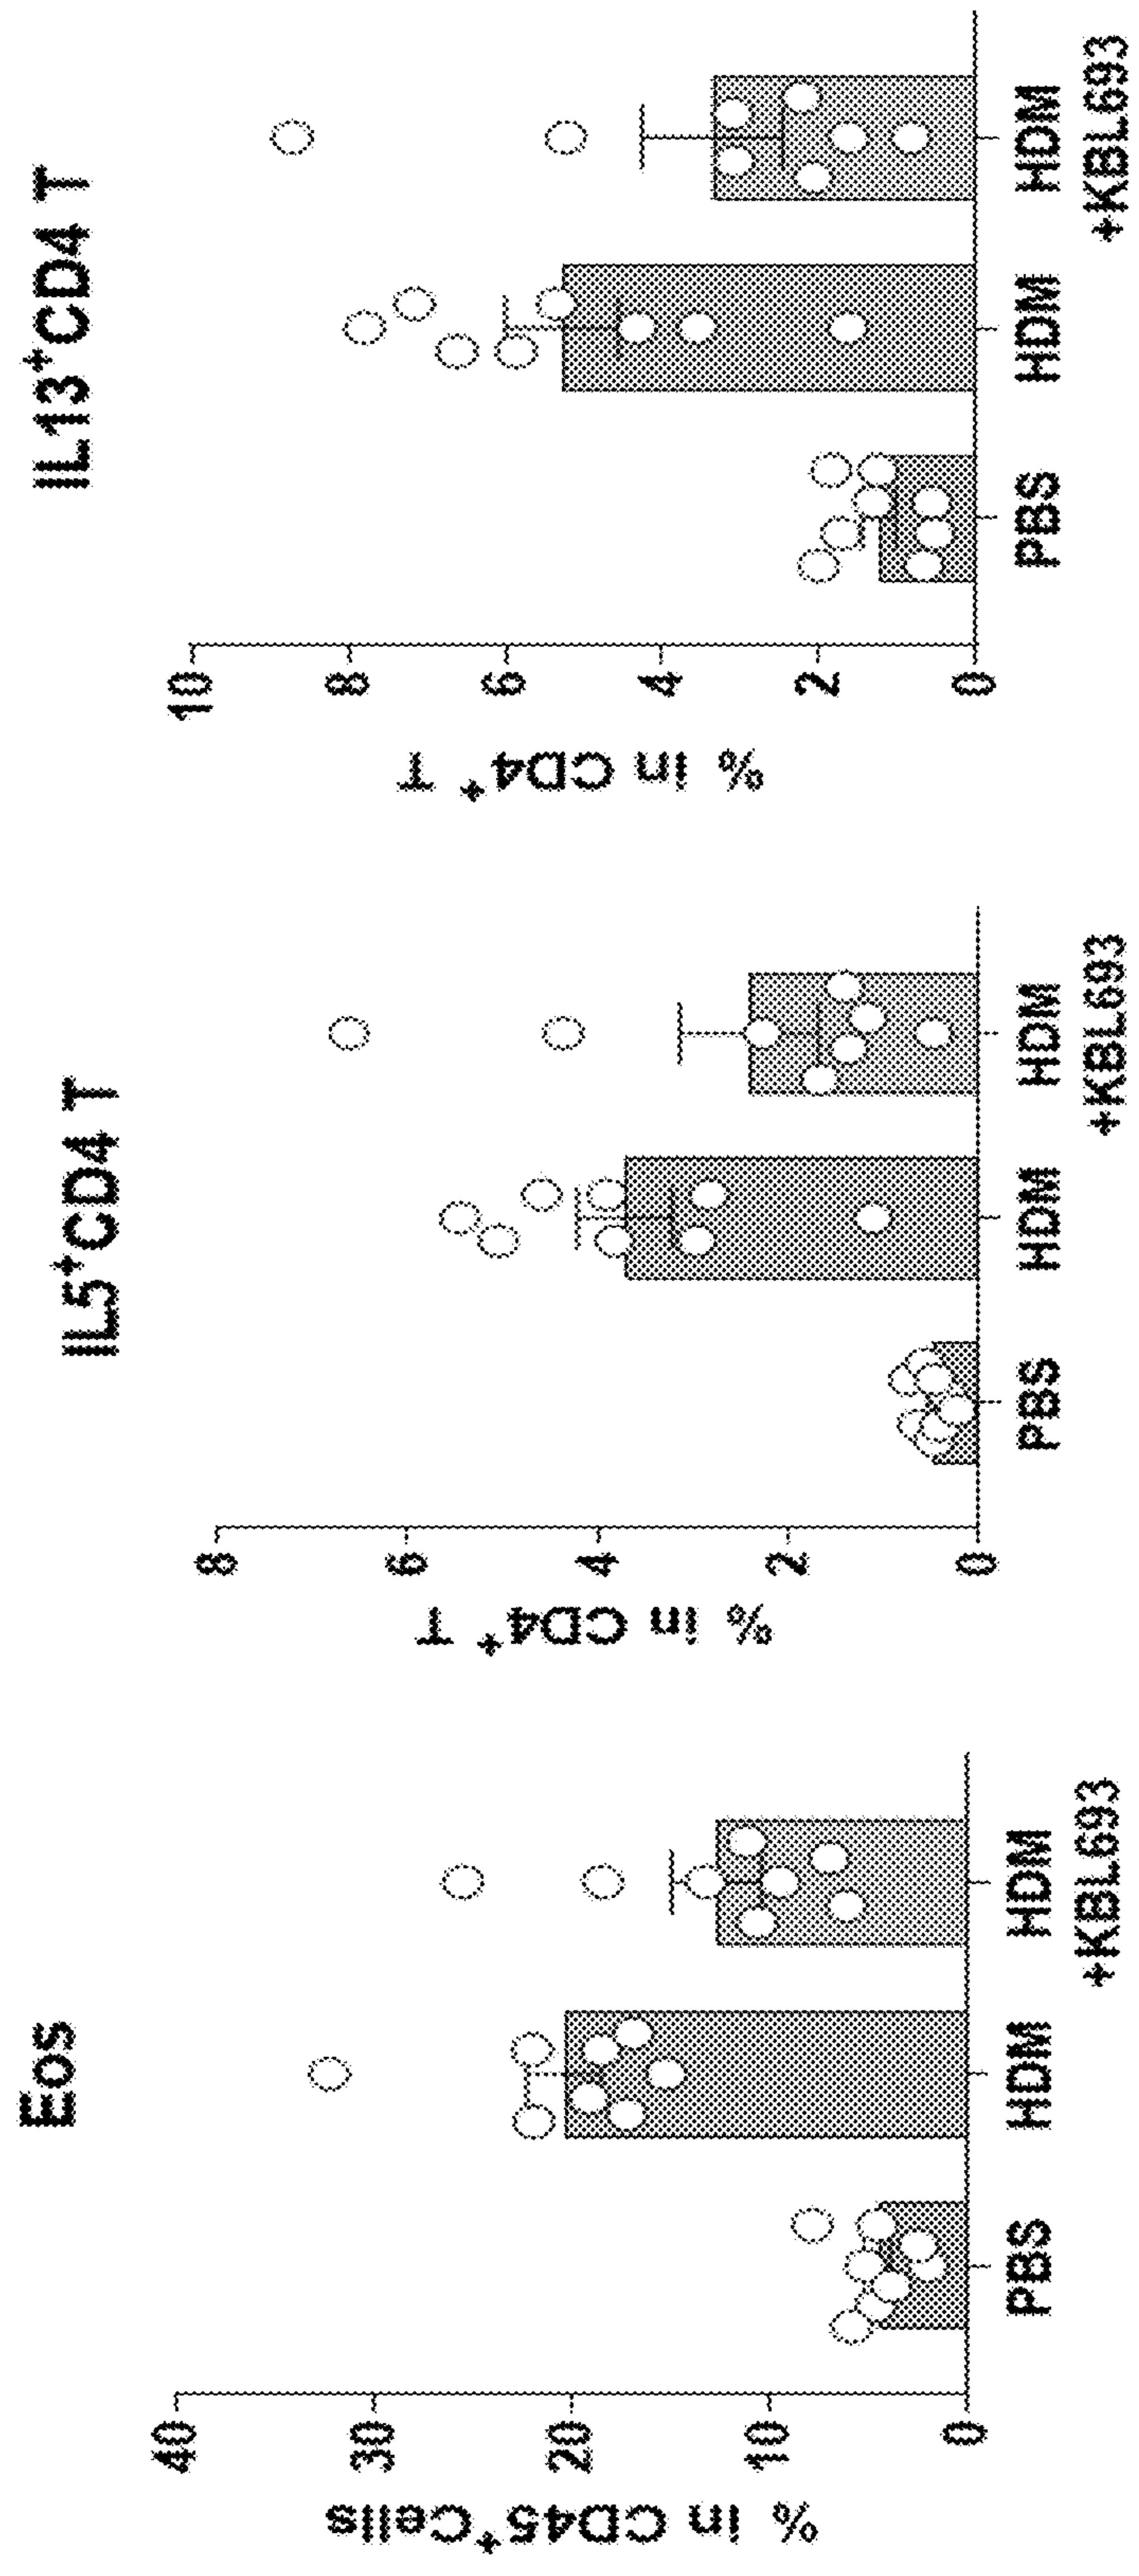 Eos
% in CD45⁺Cells
40
30
20
10
0
PBS
HDM
HDM
+KBL693
IL5⁺CD4 T
% in CD4⁺ T
8
6
4
2
0
PBS
HDM
HDM
+KBL693
IL13⁺CD4 T
% in CD4⁺ T
10
8
6
4
2
0
PBS
HDM
HDM
+KBL693